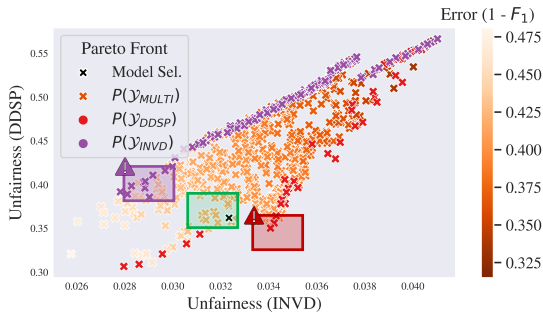 Error (1 - F₁)
Pareto Front
Model Sel.
P(𝒴MULTI)
P(𝒴DDSP)
P(𝒴INVD)
Unfairness (DDSP)
0.55
0.50
0.45
0.40
0.35
0.30
0.026 0.028 0.030 0.032 0.034 0.036 0.038 0.040
Unfairness (INVD)
0.475
0.450
0.425
0.400
0.375
0.350
0.325